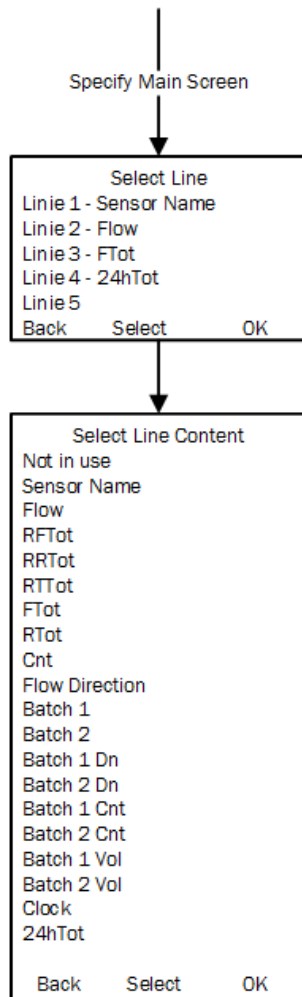 Specify Main Screen
Select Line
Linie 1 - Sensor Name
Linie 2 - Flow
Linie 3 - FTot
Linie 4 - 24hTot
Linie 5
Back Select OK
Select Line Content
Not in use
Sensor Name
Flow
RFTot
RRTot
RTTot
FTot
RTot
Cnt
Flow Direction
Batch 1
Batch 2
Batch 1 Dn
Batch 2 Dn
Batch 1 Cnt
Batch 2 Cnt
Batch 1 Vol
Batch 2 Vol
Clock
24hTot
Back Select OK